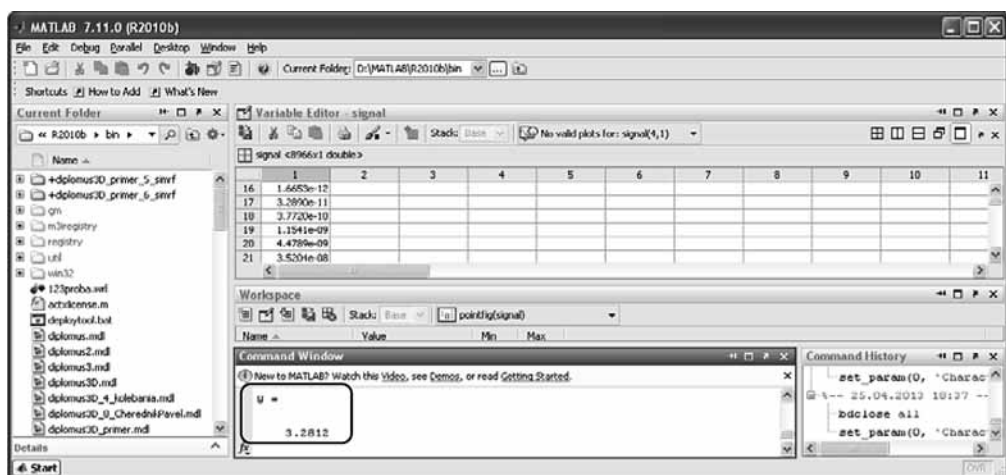 MATLAB 7.11.0 (R2010b)
File Edit Debug Parallel Desktop Window Help
Current Folder: D:\MATLAB\R2010b\bin
Shortcuts How to Add What's New
Current Folder
« R2010b ▸ bin ▸
Name
+diplomus3D_primer_5_simrf
+diplomus3D_primer_6_simrf
gm
m3iregistry
registry
util
win32
123proba.wrl
actxlicense.m
deploytool.bat
diplomus.mdl
diplomus2.mdl
diplomus3.mdl
diplomus3D.mdl
diplomus3D_4_kolebania.mdl
diplomus3D_primer.mdl
Details
Variable Editor - signal
Stack: Base No valid plots for: signal(4,1)
signal <8966x1 double>
1 2 3 4 5 6 7 8 9 10 11
16 1.6653e-12
17 3.2890e-11
18 3.7720e-10
19 1.1541e-09
20 4.4789e-09
21 3.5204e-08
Workspace
Stack: Base
Name Value Min Max
Command Window
New to MATLAB? Watch this Video, see Demos, or read Getting Started.
y =
3.2812
fx
Command History
set_param(0, 'Charac
%-- 25.04.2013 18:37 --
bdclose all
set_param(0, 'Charac
Start
OVR